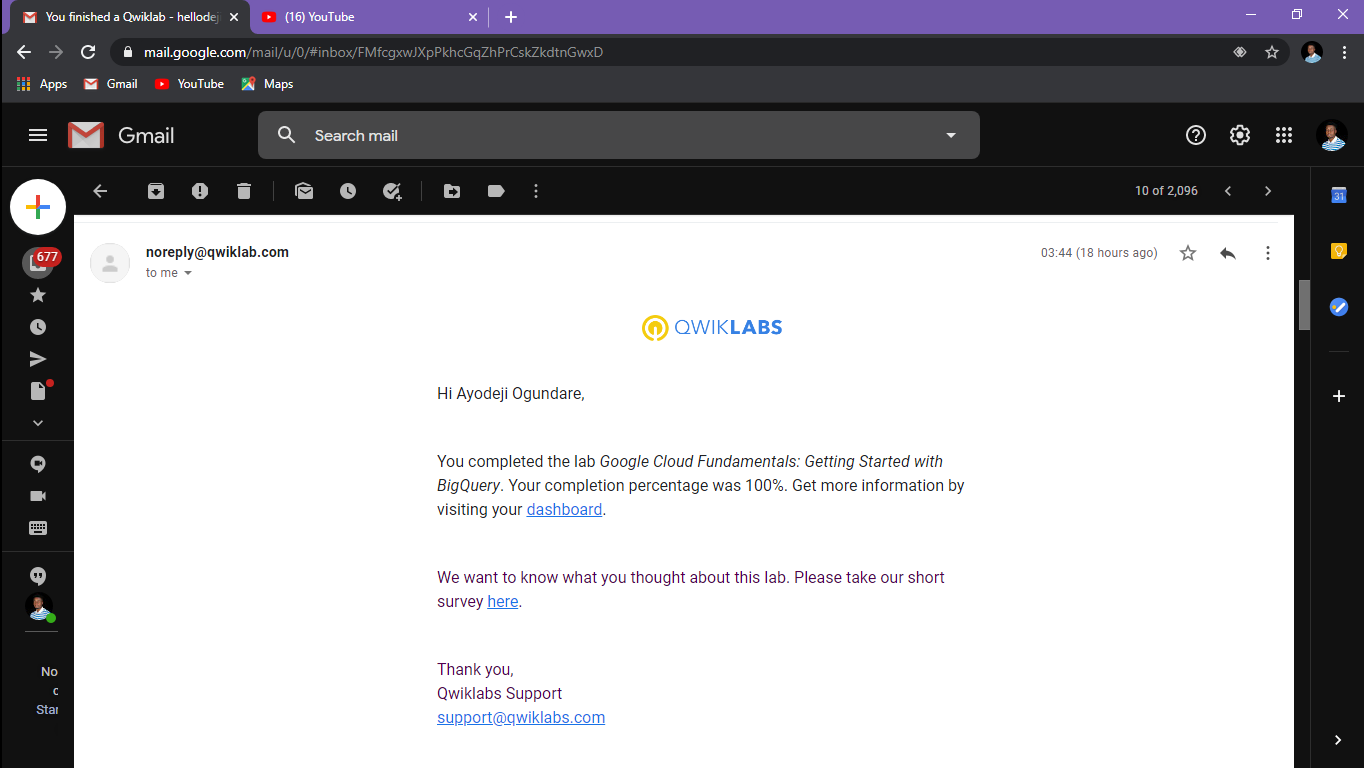 You finished a Qwiklab - hellodej
(16) YouTube
mail.google.com/mail/u/0/#inbox/FMfcgxwJXpPkhcGqZhPrCskZkdtnGwxD
Apps Gmail YouTube Maps
Gmail
Search mail
10 of 2,096
31
677
noreply@qwiklab.com
03:44 (18 hours ago)
to me
QWIKLABS
Hi Ayodeji Ogundare,
You completed the lab Google Cloud Fundamentals: Getting Started with
BigQuery. Your completion percentage was 100%. Get more information by
visiting your dashboard.
We want to know what you thought about this lab. Please take our short
survey here.
Thank you,
Qwiklabs Support
support@qwiklabs.com
No
c
Star